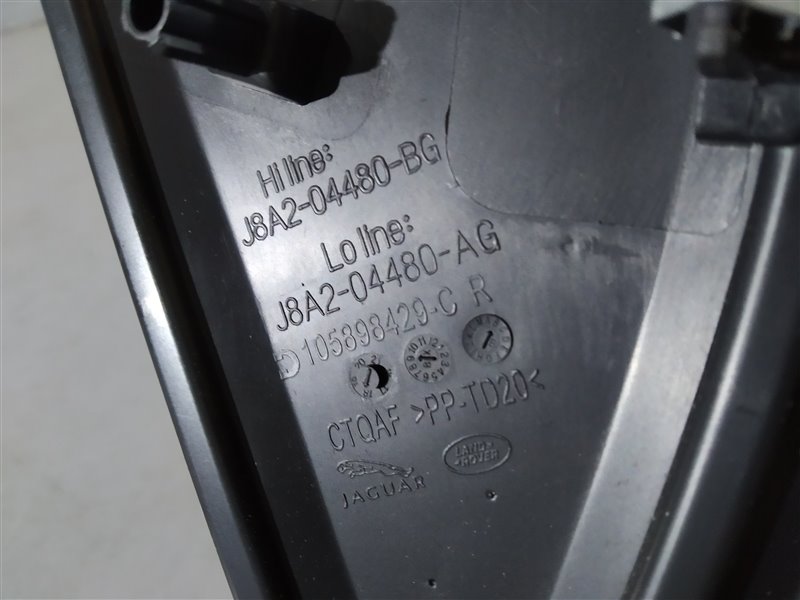 Hi line:
J8A2-04480-BG
Lo line:
J8A2-04480-AG
105898429-C R
CTQAF >PP-TD20<
JAGUAR
LAND-
ROVER